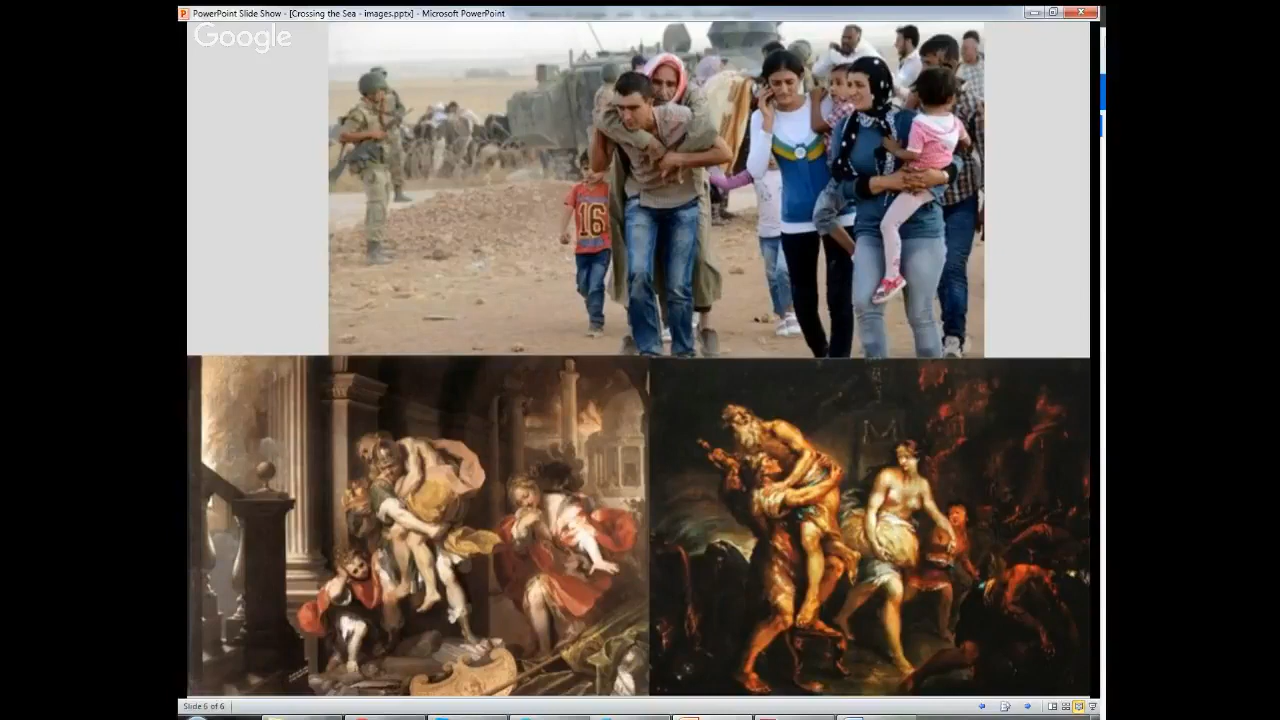 PowerPoint Slide Show - [Crossing the Sea - images.pptx] - Microsoft PowerPoint
Google
16
Slide 6 of 6